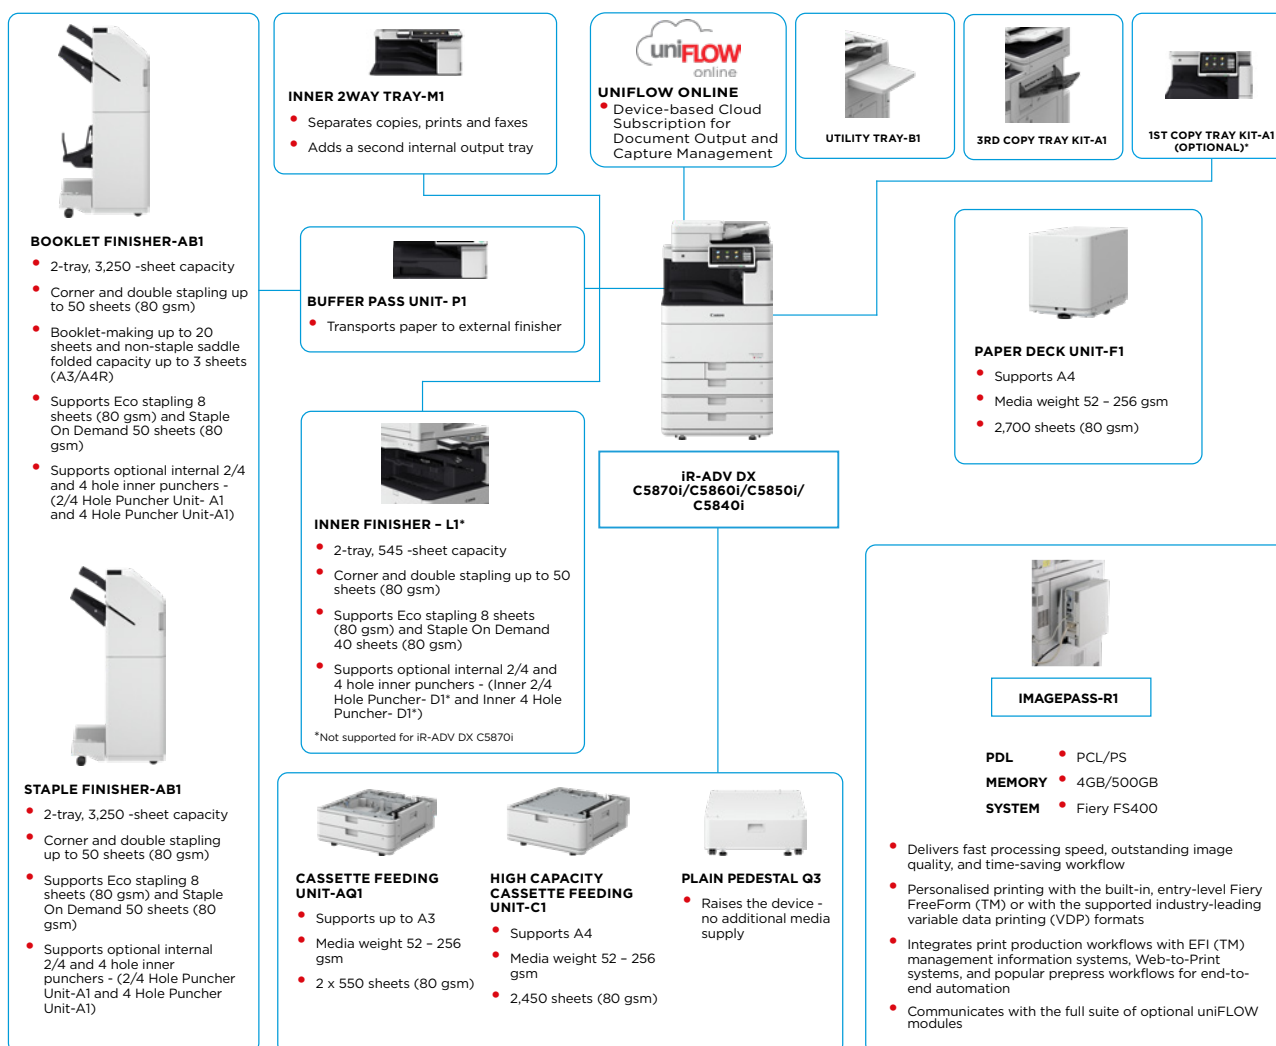 BOOKLET FINISHER-AB1
• 2-tray, 3,250 -sheet capacity
• Corner and double stapling up
to 50 sheets (80 gsm)
• Booklet-making up to 20
sheets and non-staple saddle
folded capacity up to 3 sheets
(A3/A4R)
• Supports Eco stapling 8
sheets (80 gsm) and Staple
On Demand 50 sheets (80
gsm)
• Supports optional internal 2/4
and 4 hole inner punchers -
(2/4 Hole Puncher Unit- A1
and 4 Hole Puncher Unit-A1)
STAPLE FINISHER-AB1
• 2-tray, 3,250 -sheet capacity
• Corner and double stapling
up to 50 sheets (80 gsm)
• Supports Eco stapling 8
sheets (80 gsm) and Staple
On Demand 50 sheets (80
gsm)
• Supports optional internal
2/4 and 4 hole inner
punchers - (2/4 Hole Puncher
Unit-A1 and 4 Hole Puncher
Unit-A1)
INNER 2WAY TRAY-M1
• Separates copies, prints and faxes
• Adds a second internal output tray
uniFLOW
online
UNIFLOW ONLINE
• Device-based Cloud
Subscription for
Document Output and
Capture Management
UTILITY TRAY-B1
3RD COPY TRAY KIT-A1
1ST COPY TRAY KIT-A1
(OPTIONAL)*
BUFFER PASS UNIT- P1
• Transports paper to external finisher
Canon
iR-ADV DX
C5870i/C5860i/C5850i/
C5840i
PAPER DECK UNIT-F1
• Supports A4
• Media weight 52 – 256 gsm
• 2,700 sheets (80 gsm)
INNER FINISHER – L1*
• 2-tray, 545 -sheet capacity
• Corner and double stapling up to 50
sheets (80 gsm)
• Supports Eco stapling 8 sheets
(80 gsm) and Staple On Demand
40 sheets (80 gsm)
• Supports optional internal 2/4 and
4 hole inner punchers - (Inner 2/4
Hole Puncher- D1* and Inner 4 Hole
Puncher- D1*)
*Not supported for iR-ADV DX C5870i
CASSETTE FEEDING
UNIT-AQ1
• Supports up to A3
• Media weight 52 – 256
gsm
• 2 x 550 sheets (80 gsm)
HIGH CAPACITY
CASSETTE FEEDING
UNIT-C1
• Supports A4
• Media weight 52 – 256
gsm
• 2,450 sheets (80 gsm)
PLAIN PEDESTAL Q3
• Raises the device -
no additional media
supply
IMAGEPASS-R1
PDL • PCL/PS
MEMORY • 4GB/500GB
SYSTEM • Fiery FS400
• Delivers fast processing speed, outstanding image
quality, and time-saving workflow
• Personalised printing with the built-in, entry-level Fiery
FreeForm (TM) or with the supported industry-leading
variable data printing (VDP) formats
• Integrates print production workflows with EFI (TM)
management information systems, Web-to-Print
systems, and popular prepress workflows for end-to-
end automation
• Communicates with the full suite of optional uniFLOW
modules